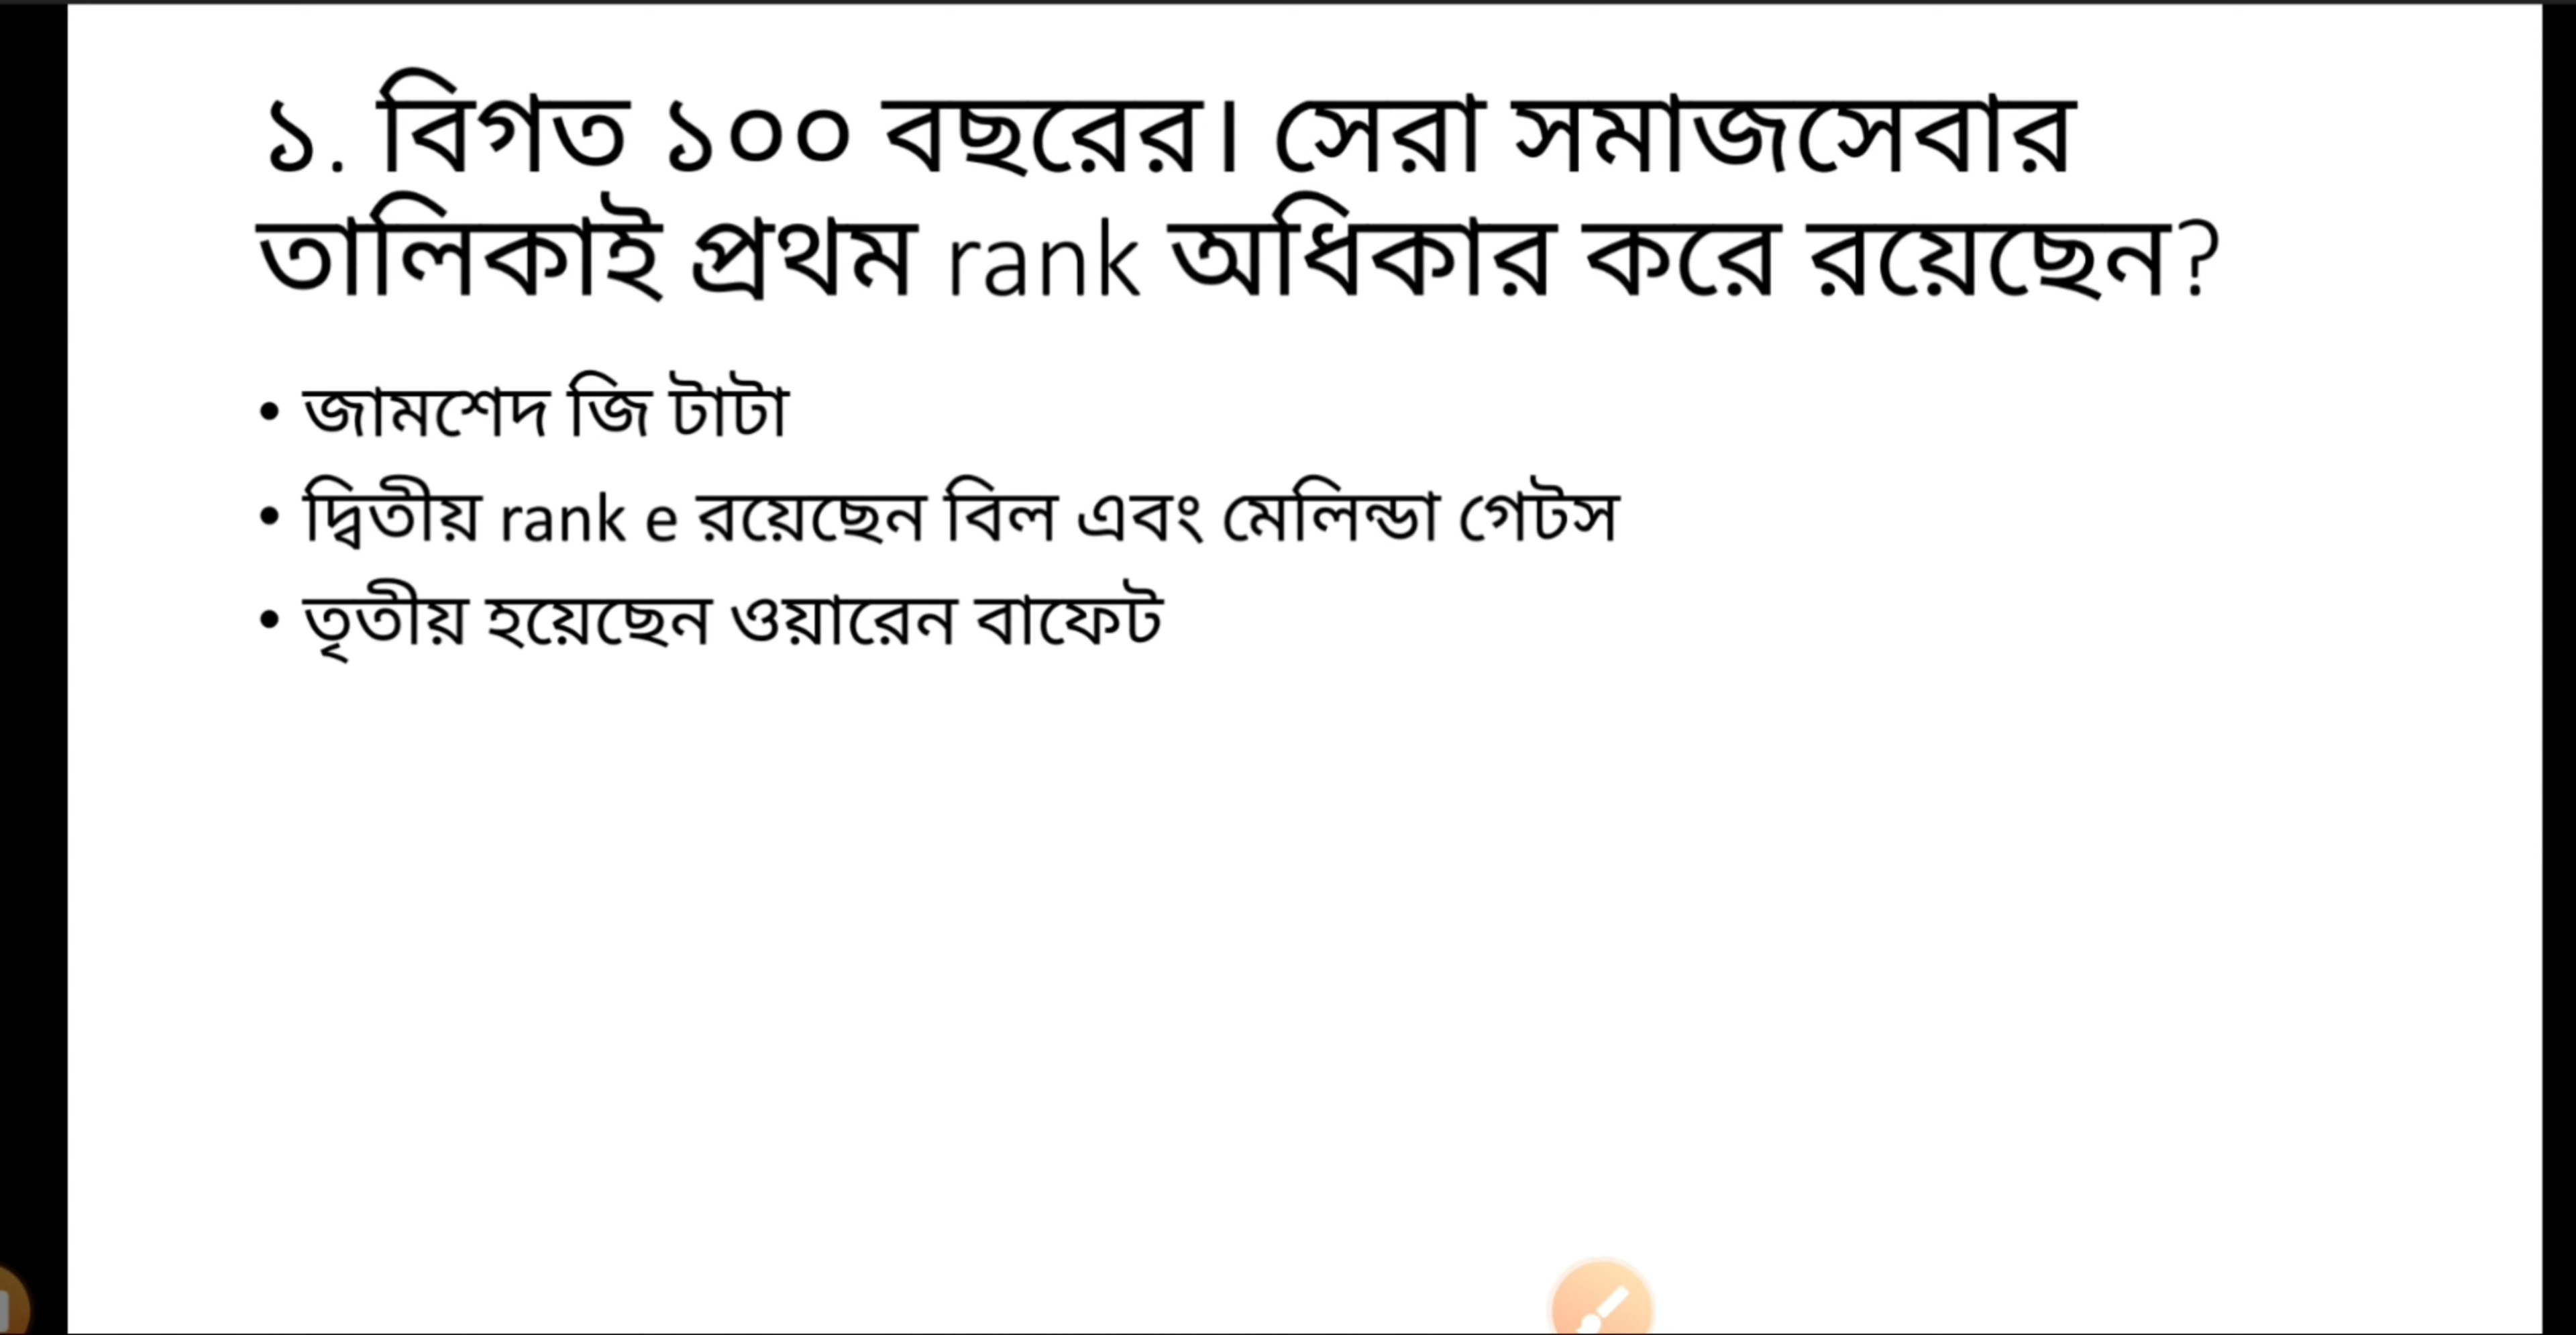 ১. বিগত ১০০ বছরের। সেরা সমাজসেবার
তালিকাই প্রথম rank অধিকার করে রয়েছেন?
• জামশেদ জি টাটা
• দ্বিতীয় rank e রয়েছেন বিল এবং মেলিন্ডা গেটস
• তৃতীয় হয়েছেন ওয়ারেন বাফেট